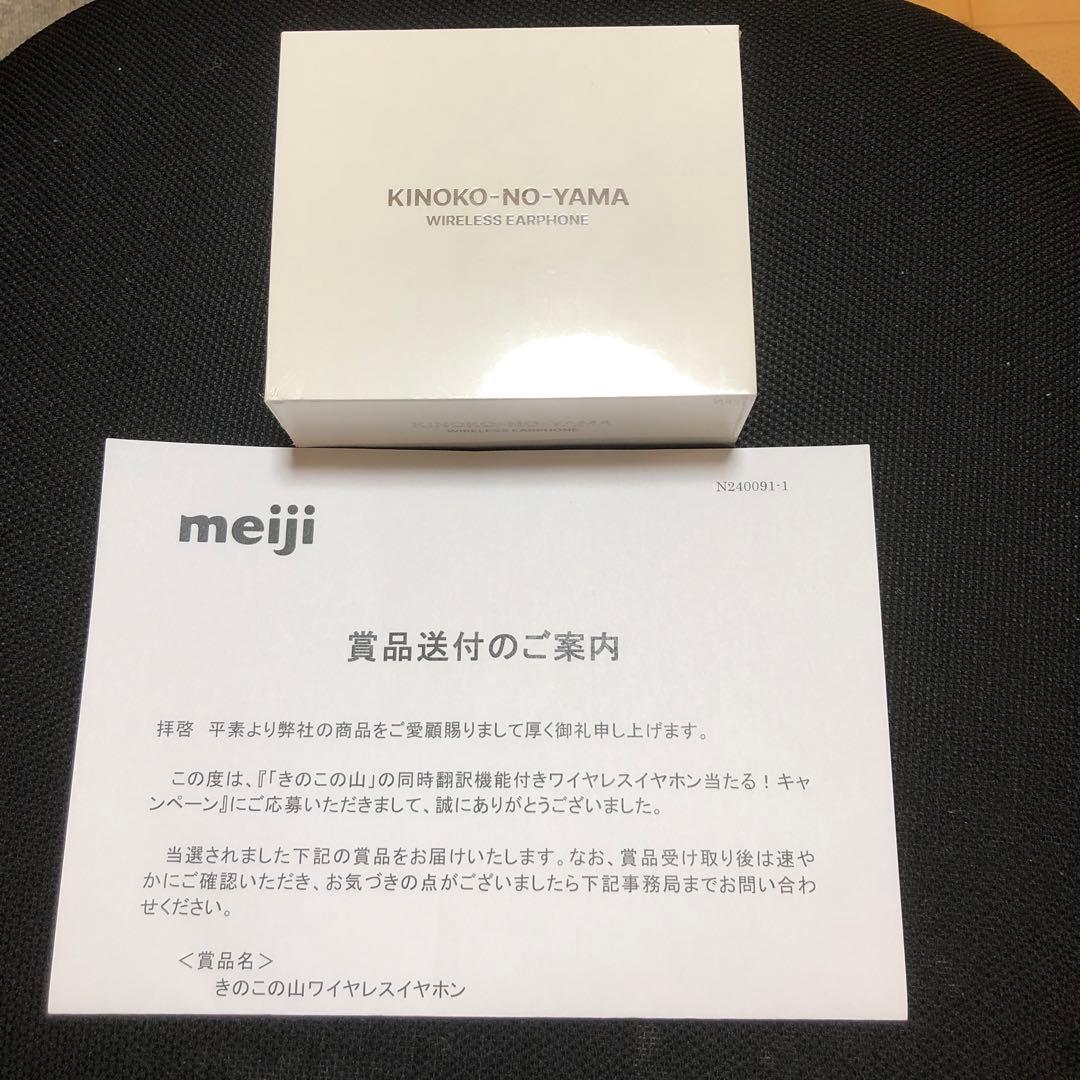 KINOKO-NO-YAMA
WIRELESS EARPHONE
KINOKO-NO-YAMA
WIRELESS EARPHONE
N240091-1
meiji
賞品送付のご案内
拝啓　平素より弊社の商品をご愛顧賜りまして厚く御礼申し上げます。
この度は、『「きのこの山」の同時翻訳機能付きワイヤレスイヤホン当たる！キャ
ンペーン』にご応募いただきまして、誠にありがとうございました。
当選されました下記の賞品をお届けいたします。なお、賞品受け取り後は速や
かにご確認いただき、お気づきの点がございましたら下記事務局までお問い合わ
せください。
＜賞品名＞
きのこの山ワイヤレスイヤホン